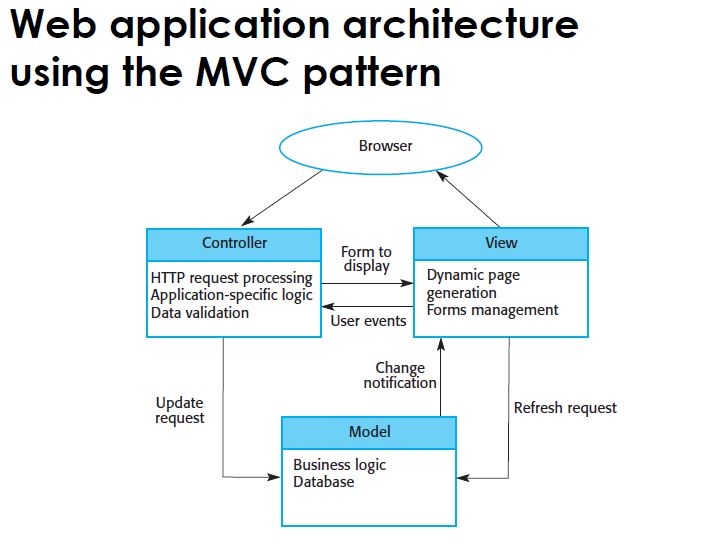 Web application architecture
using the MVC pattern
Browser
Controller
HTTP request processing
Application-specific logic
Data validation
Form to
display
User events
View
Dynamic page
generation
Forms management
Update
request
Change
notification
Refresh request
Model
Business logic
Database